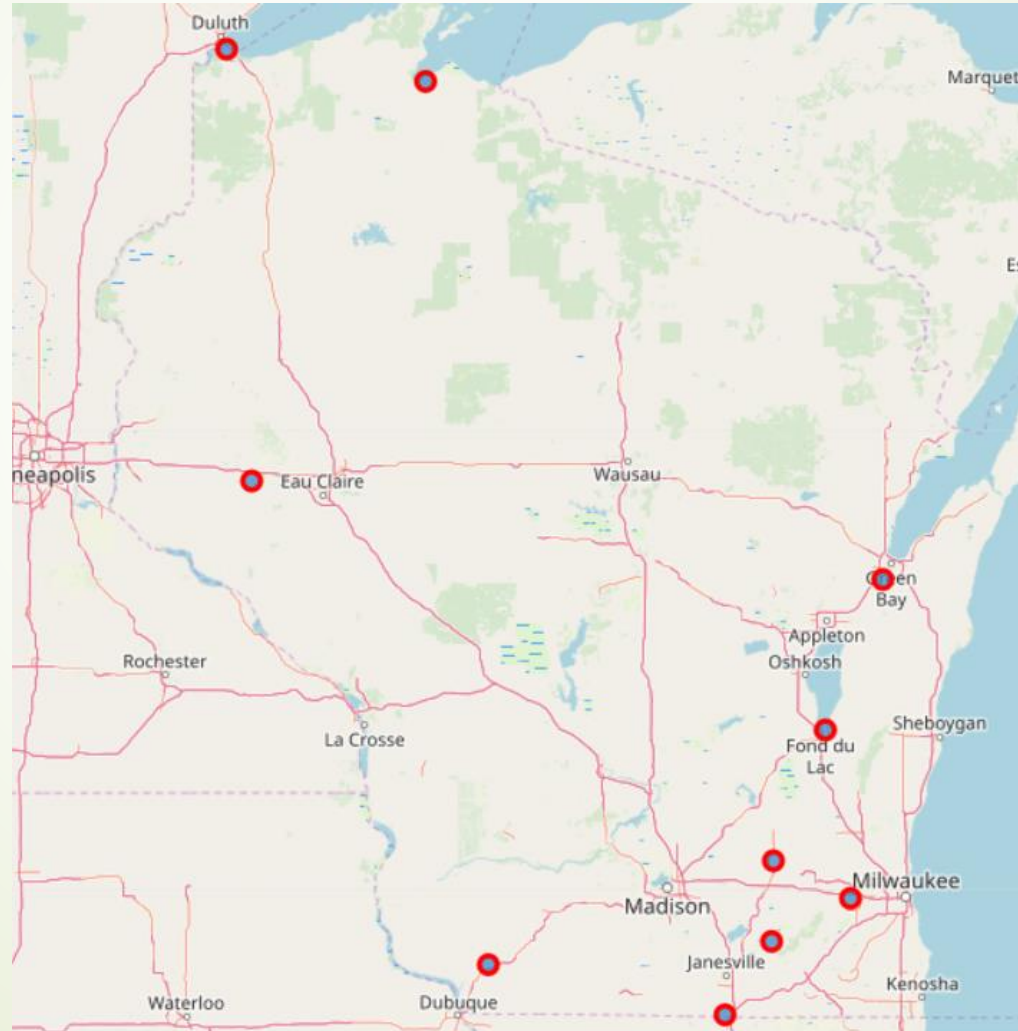 Duluth
Marquet
Es
neapolis
Eau Claire
Wausau
Green
Bay
Appleton
Oshkosh
Rochester
La Crosse
Sheboygan
Fond du
Lac
Milwaukee
Madison
Janesville
Kenosha
Waterloo
Dubuque